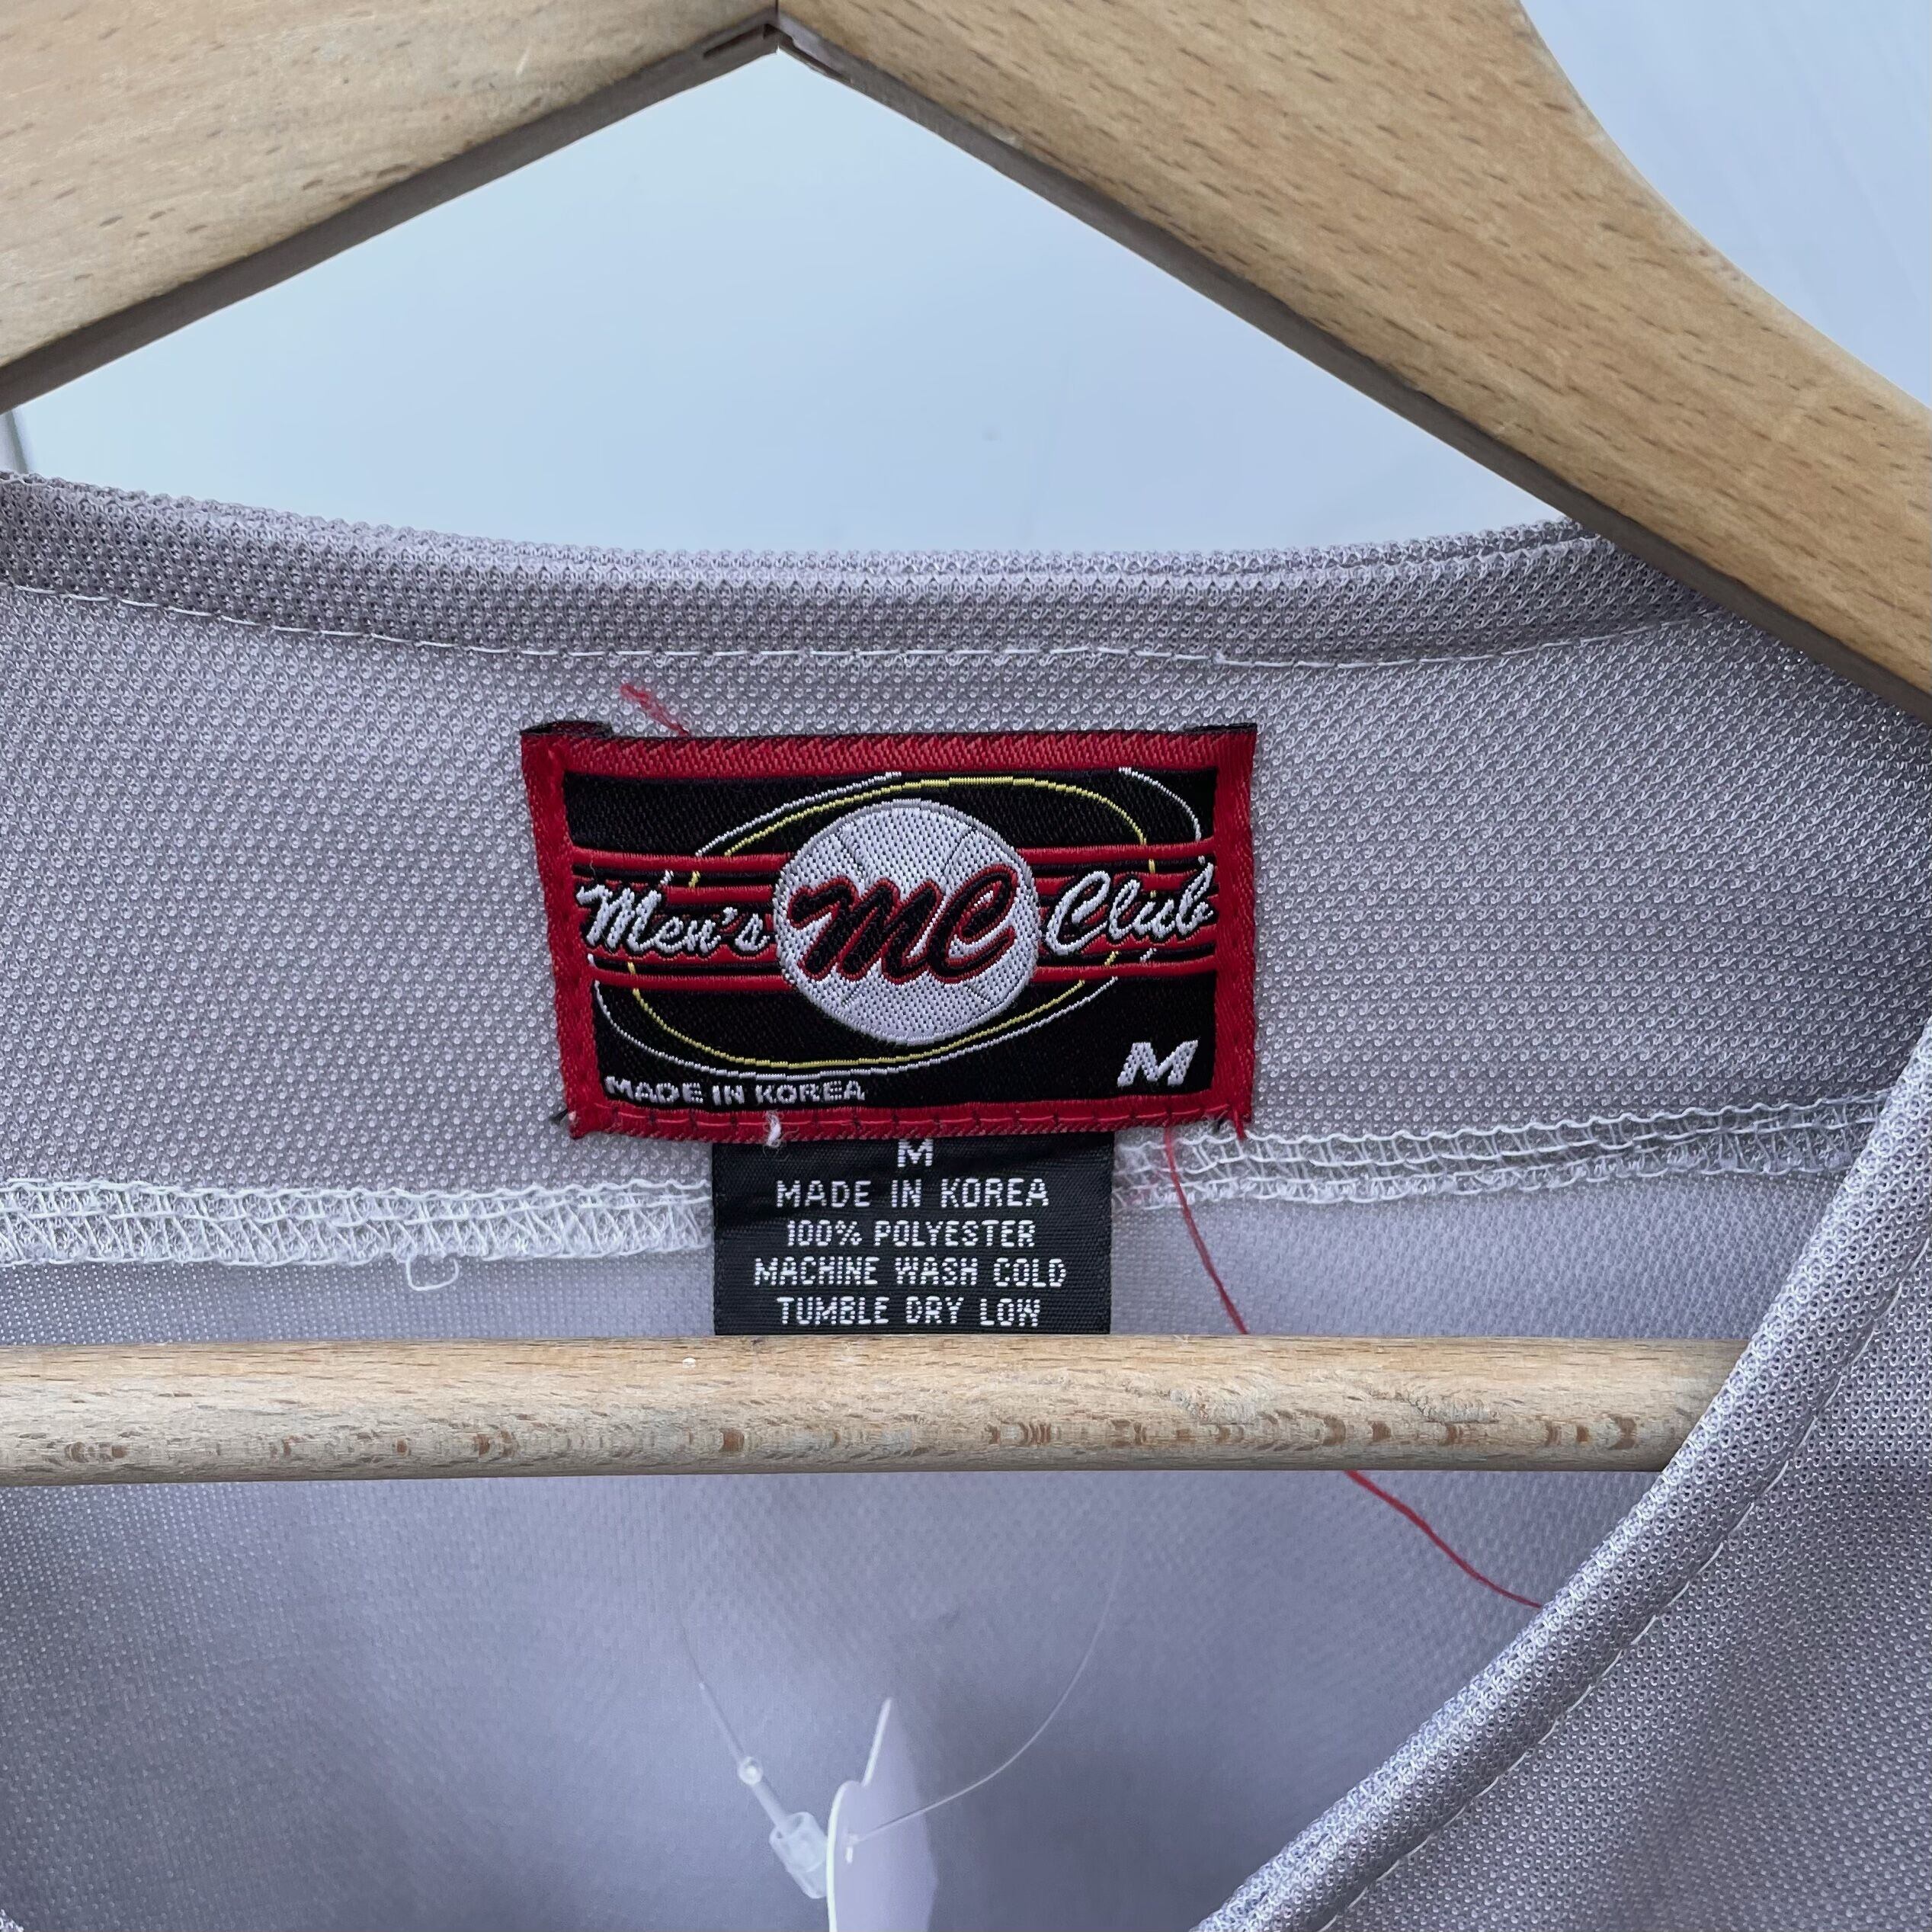 Men's MC Club
M
MADE IN KOREA
M
MADE IN KOREA
100% POLYESTER
MACHINE WASH COLD
TUMBLE DRY LOW